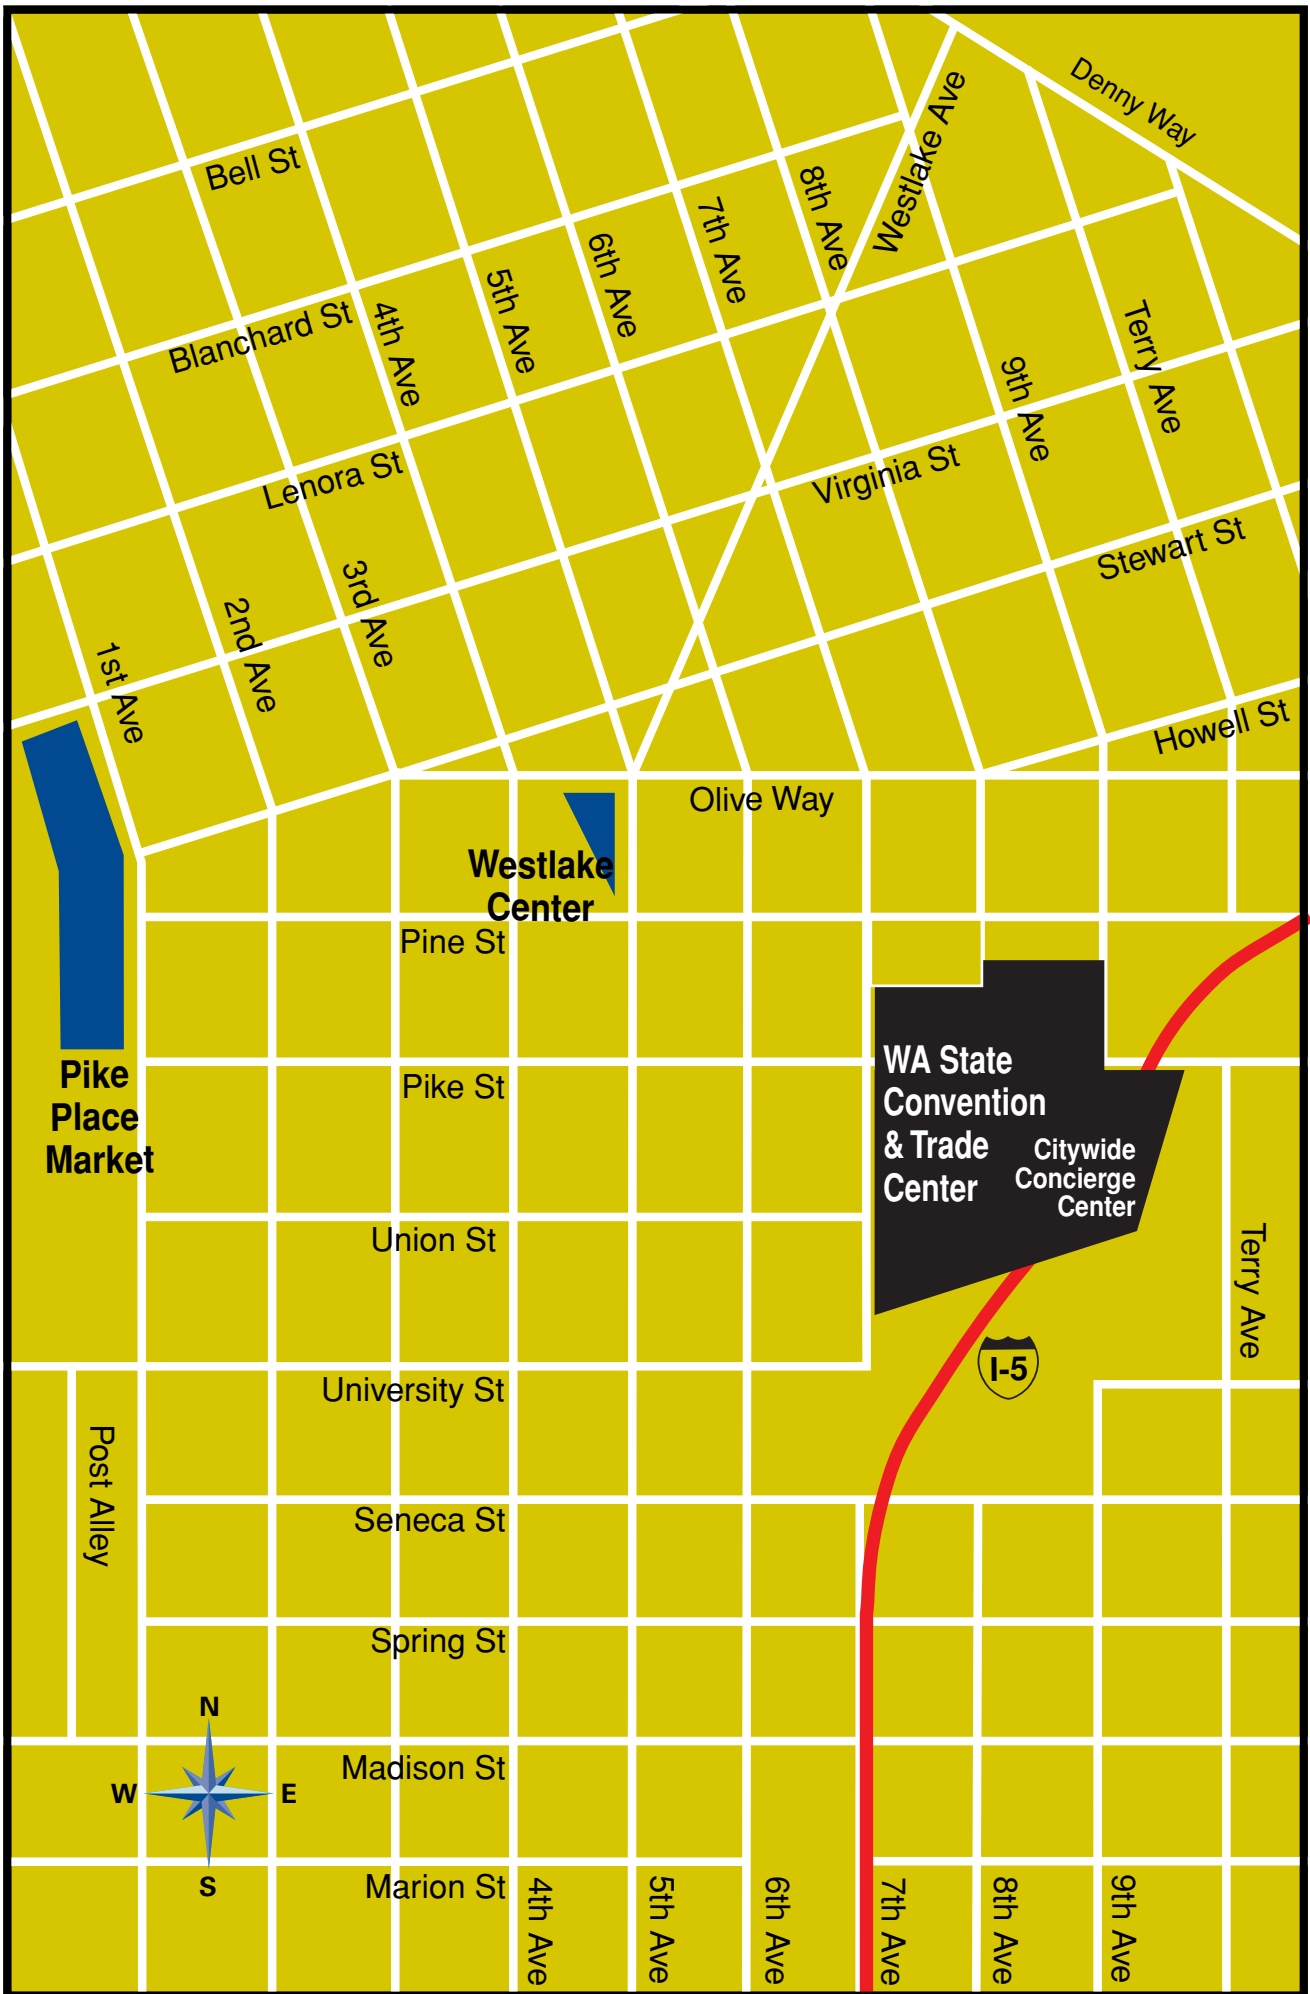 Denny Way
Westlake Ave
Bell St
8th Ave
7th Ave
6th Ave
5th Ave
4th Ave
Blanchard St
Terry Ave
9th Ave
Lenora St
Virginia St
Stewart St
3rd Ave
2nd Ave
1st Ave
Howell St
Olive Way
Westlake
Center
Pine St
Pike
Place
Market
Pike St
WA State
Convention
& Trade
Center
Citywide
Concierge
Center
Union St
Terry Ave
I-5
University St
Post Alley
Seneca St
Spring St
N
W
E
S
Madison St
Marion St
4th Ave
5th Ave
6th Ave
7th Ave
8th Ave
9th Ave